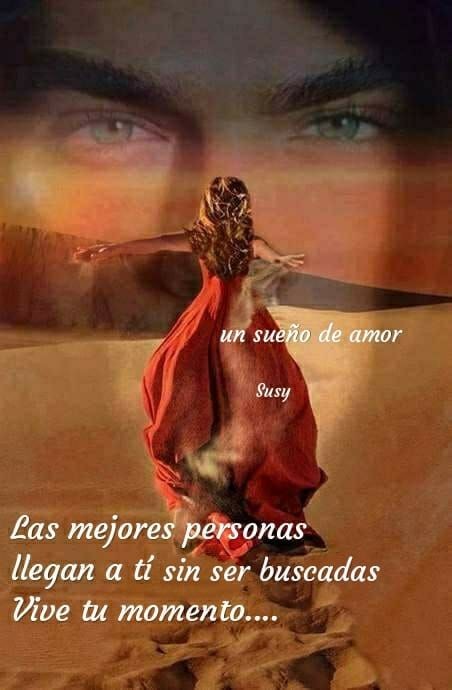 un sueño de amor
Susy
Las mejores personas
llegan a tí sin ser buscadas
Vive tu momento....